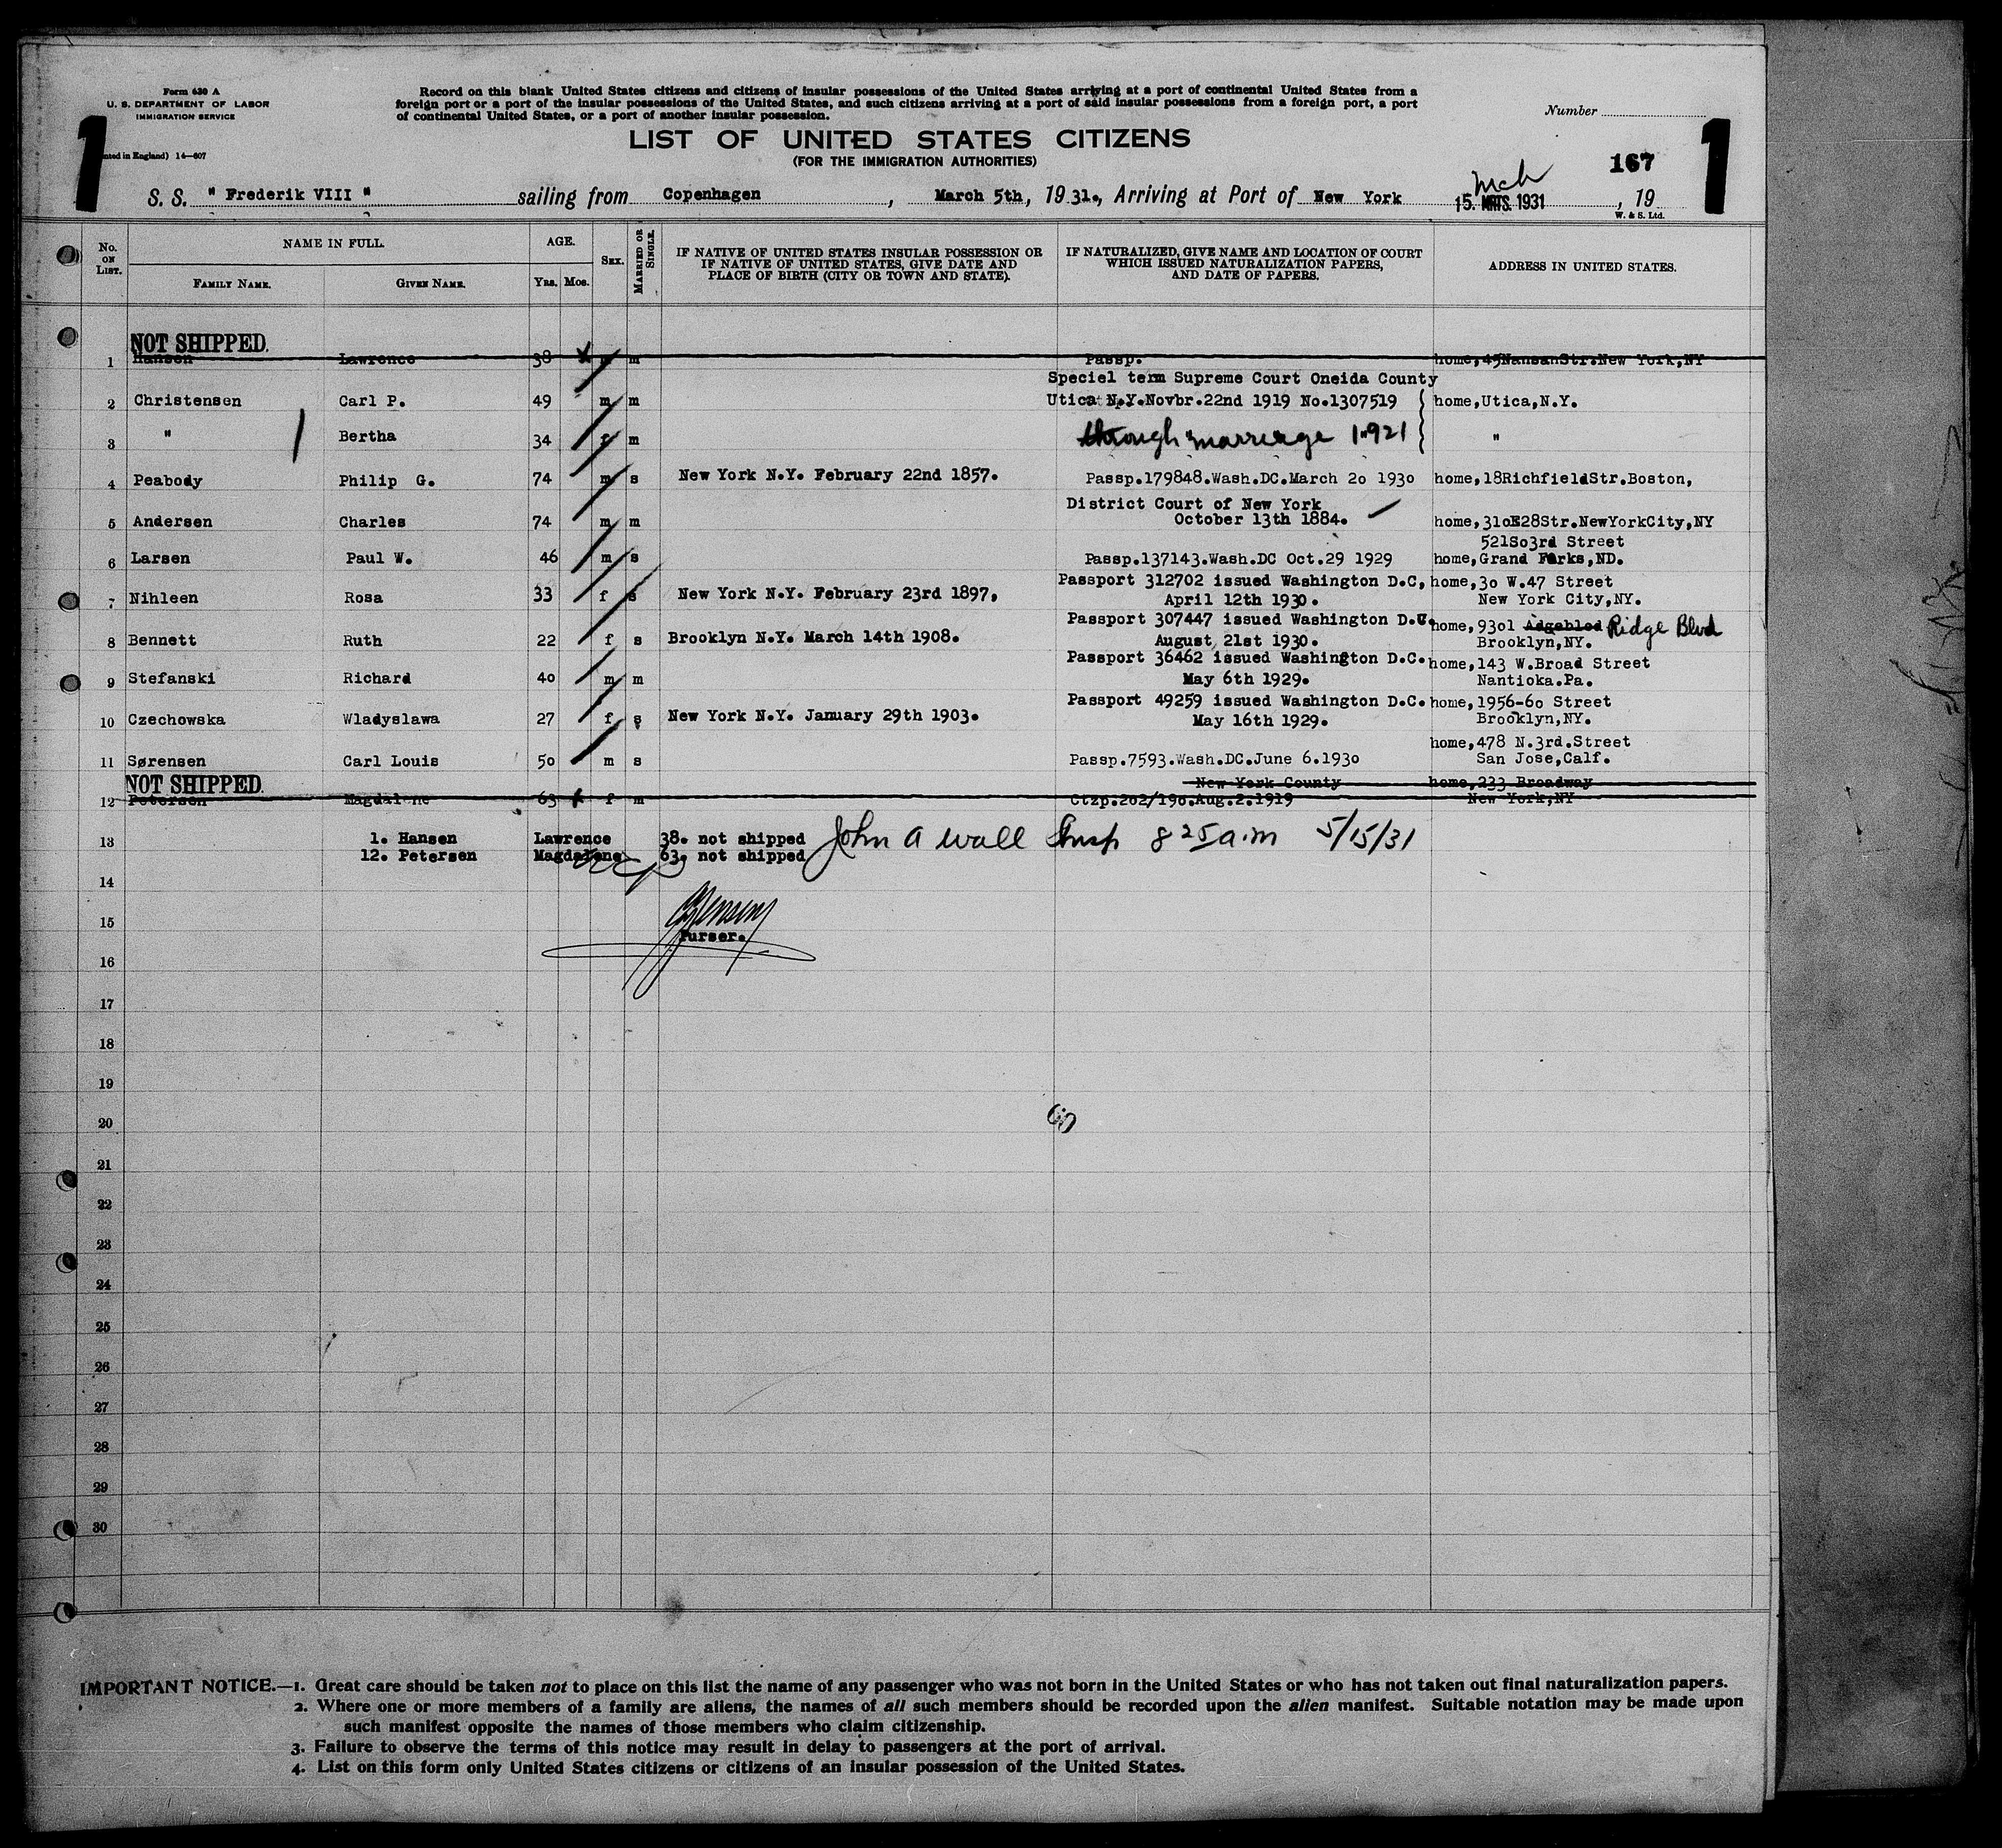 Form 630 A
U. S. DEPARTMENT OF LABOR
IMMIGRATION SERVICE
nted in England) 14—607
1
Record on this blank United States citizens and citizens of insular possessions of the United States arriving at a port of continental United States from a
foreign port or a port of the insular possessions of the United States, and such citizens arriving at a port of said insular possessions from a foreign port, a port
of continental United States, or a port of another insular possession.
Number
LIST OF UNITED STATES CITIZENS
(FOR THE IMMIGRATION AUTHORITIES)
167
1
S. S. " Frederik VIII " sailing from Copenhagen , March 5th, 1931., Arriving at Port of New York Mch 15. MRTS. 1931 , 19
W. & S. Ltd.
No. ON LIST.
NAME IN FULL.
FAMILY NAME.
GIVEN NAME.
AGE.
YRS. MOS.
SEX.
MARRIED OR SINGLE.
IF NATIVE OF UNITED STATES INSULAR POSSESSION OR
IF NATIVE OF UNITED STATES, GIVE DATE AND
PLACE OF BIRTH (CITY OR TOWN AND STATE).
IF NATURALIZED, GIVE NAME AND LOCATION OF COURT
WHICH ISSUED NATURALIZATION PAPERS,
AND DATE OF PAPERS.
ADDRESS IN UNITED STATES.
NOT SHIPPED.
1 Hansen Lawrence 38 m m Passp. home,45NansanStr.New York,NY
Speciel term Supreme Court Oneida County
2 Christensen Carl P. 49 m m Utica N.Y.Novbr.22nd 1919 No.1307519 home,Utica,N.Y.
3 " Bertha 34 f m through marriage 1921 "
4 Peabody Philip G. 74 m s New York N.Y. February 22nd 1857. Passp.179848.Wash.DC.March 2o 1930 home,18RichfieldStr.Boston,
District Court of New York
5 Andersen Charles 74 m m October 13th 1884. home,31oE28Str.NewYorkCity,NY
521So3rd Street
6 Larsen Paul W. 46 m s Passp.137143.Wash.DC Oct.29 1929 home,Grand Forks,ND.
Passport 312702 issued Washington D.C, home,3o W.47 Street
7 Nihleen Rosa 33 f s New York N.Y. February 23rd 1897, April 12th 1930. New York City,NY.
Passport 307447 issued Washington D.C. home,93o1 Adgebled Ridge Blvd
8 Bennett Ruth 22 f s Brooklyn N.Y. March 14th 1908. August 21st 1930. Brooklyn,NY.
Passport 36462 issued Washington D.C. home,143 W.Broad Street
9 Stefanski Richard 4o m m May 6th 1929. Nantioka.Pa.
Passport 49259 issued Washington D.C. home,1956-6o Street
10 Czechowska Wladyslawa 27 f s New York N.Y. January 29th 1903. May 16th 1929. Brooklyn,NY.
home,478 N.3rd.Street
11 Sørensen Carl Louis 5o m s Passp.7593.Wash.DC.June 6.193o San Jose,Calf.
NOT SHIPPED.
New York County home,233 Broadway
12 Petersen Magdalene 63 f m Ctzp.2o2/19o.Aug.2.1919 New York,NY
13 1. Hansen Lawrence 38. not shipped John A Wall Insp 8 25 a.m 5/15/31
12. Petersen Magdalene 63. not shipped
14
15
Purser.
16
17
18
19
20
21
22
23
24
25
26
27
28
29
30
IMPORTANT NOTICE.—1. Great care should be taken not to place on this list the name of any passenger who was not born in the United States or who has not taken out final naturalization papers.
2. Where one or more members of a family are aliens, the names of all such members should be recorded upon the alien manifest. Suitable notation may be made upon
such manifest opposite the names of those members who claim citizenship.
3. Failure to observe the terms of this notice may result in delay to passengers at the port of arrival.
4. List on this form only United States citizens or citizens of an insular possession of the United States.